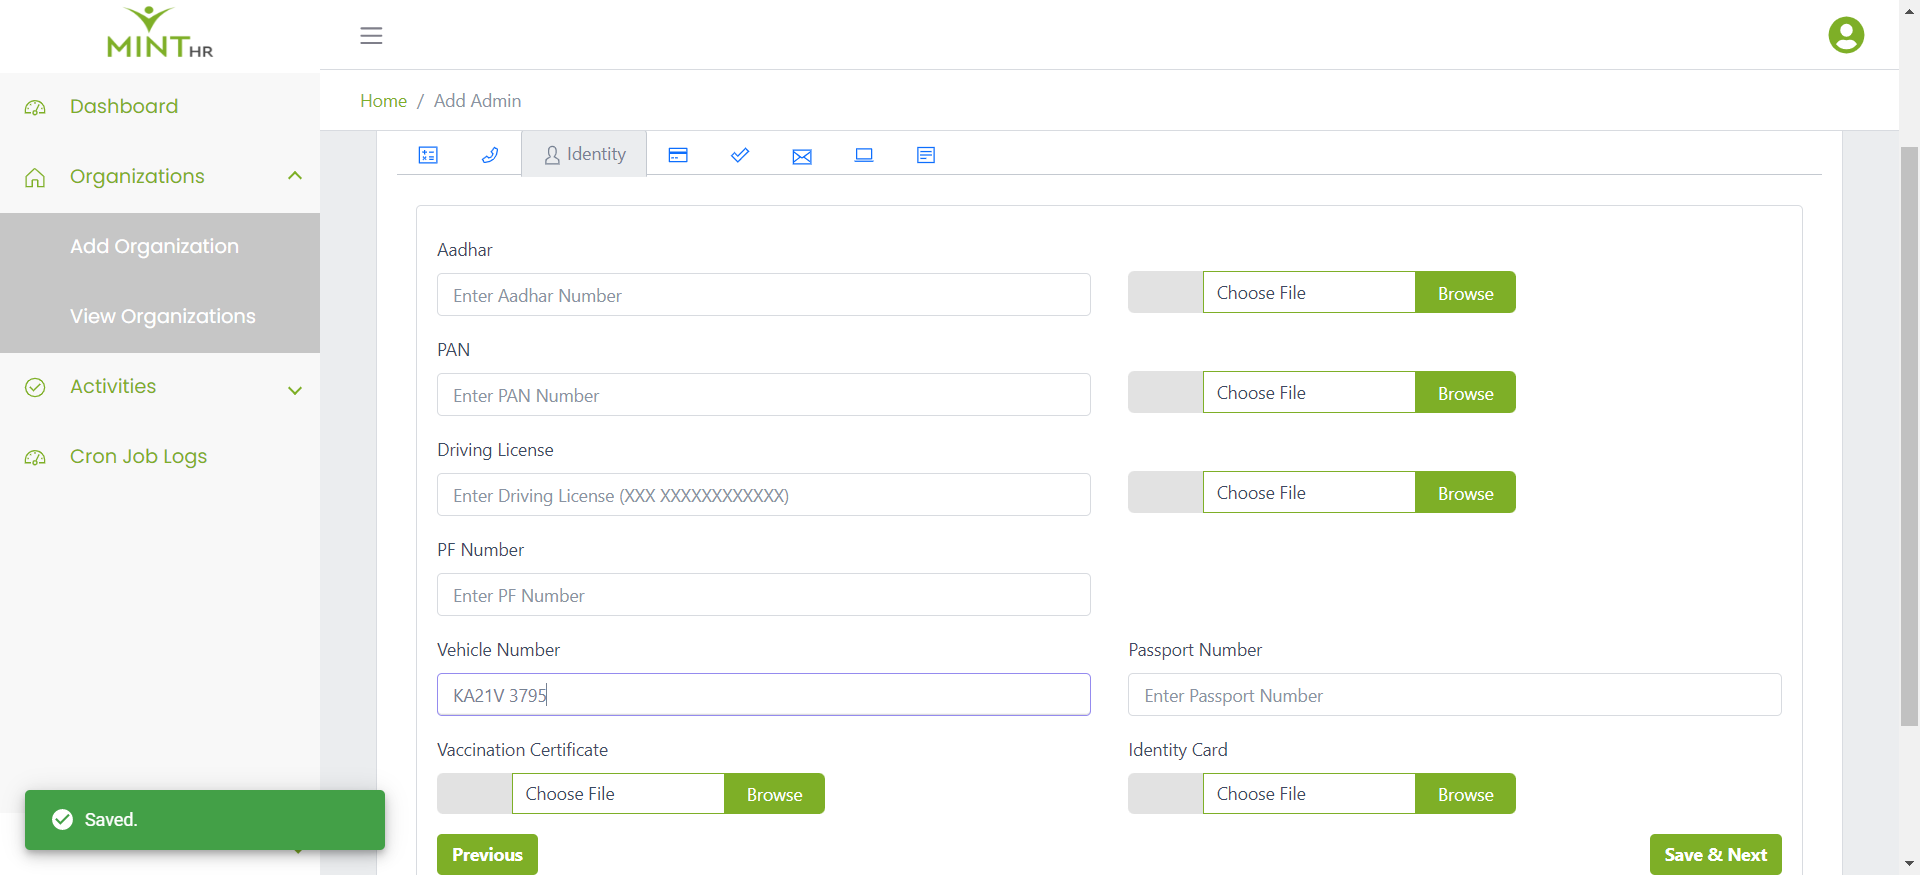 MINT HR
Home / Add Admin
Dashboard
Organizations
Add Organization
View Organizations
Activities
Cron Job Logs
Identity
Aadhar
Enter Aadhar Number
Choose File
Browse
PAN
Enter PAN Number
Choose File
Browse
Driving License
Enter Driving License (XXX XXXXXXXXXXXX)
Choose File
Browse
PF Number
Enter PF Number
Vehicle Number
KA21V 3795
Passport Number
Enter Passport Number
Vaccination Certificate
Choose File
Browse
Identity Card
Choose File
Browse
Saved.
Previous
Save & Next